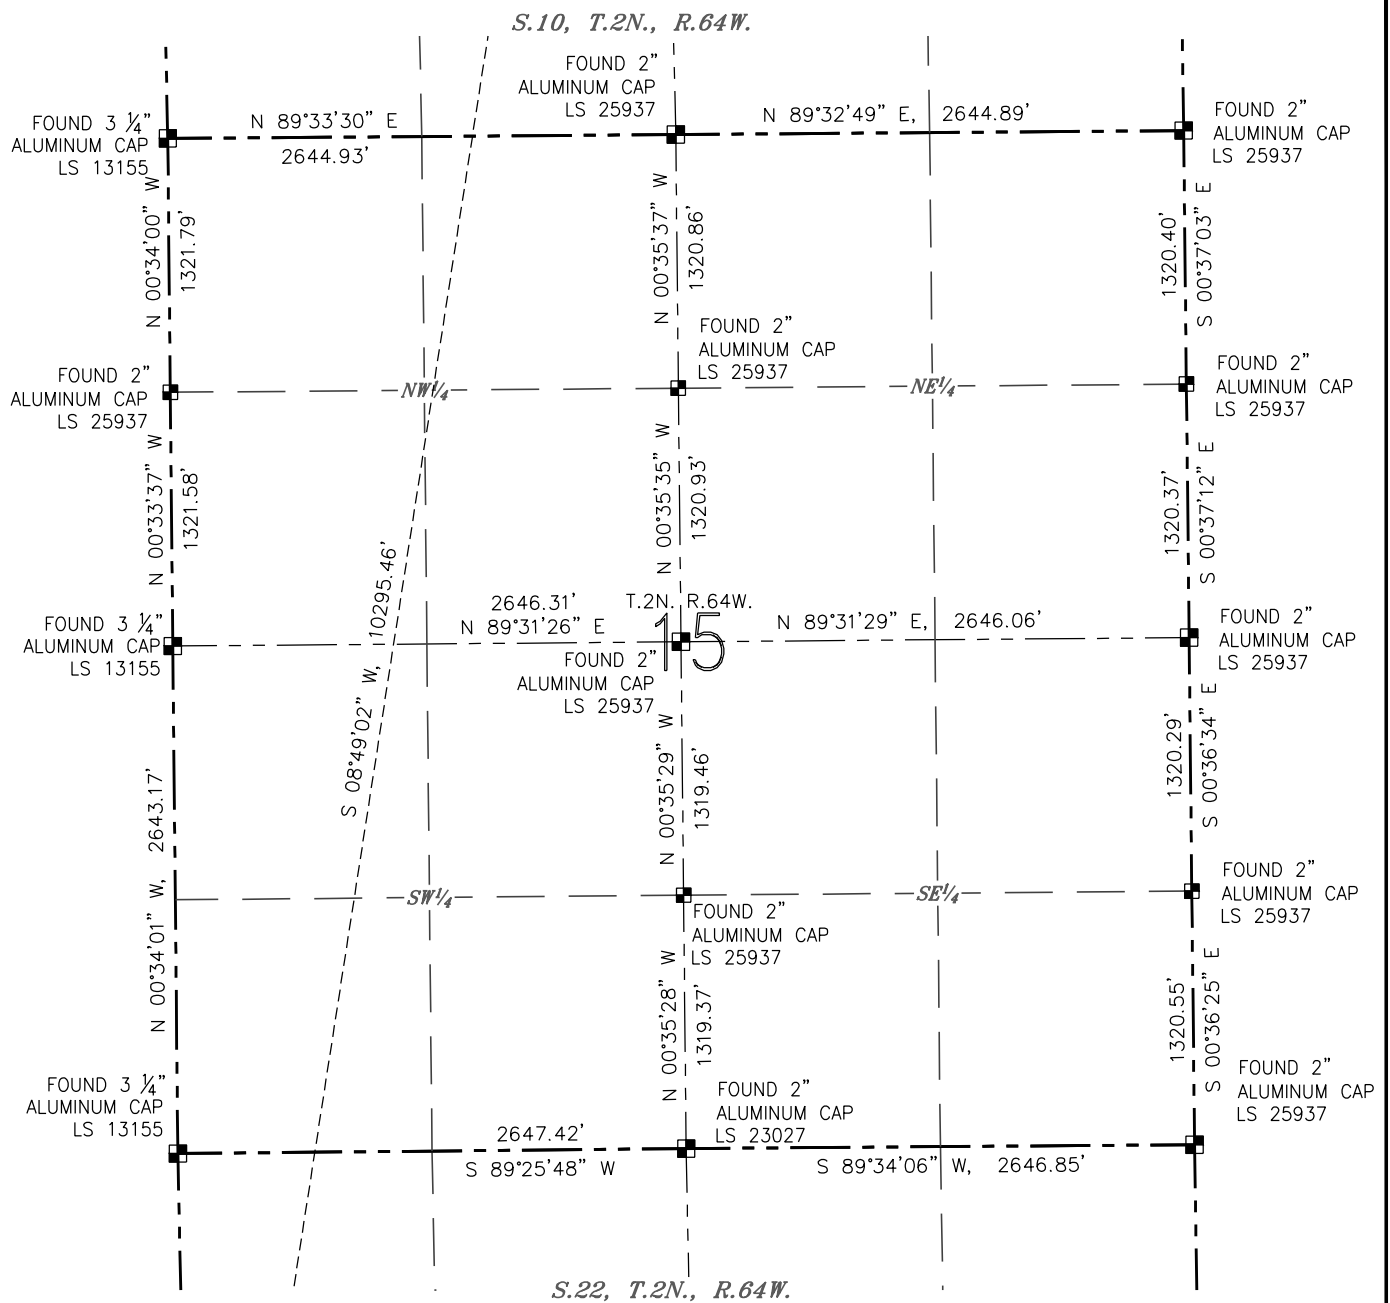 S.10, T.2N., R.64W.
FOUND 2"
ALUMINUM CAP
LS 25937
FOUND 3 ¼"
ALUMINUM CAP
LS 13155
N 89°33'30" E
2644.93'
N 89°32'49" E, 2644.89'
FOUND 2"
ALUMINUM CAP
LS 25937
N 00°34'00" W
1321.79'
N 00°35'37" W
1320.86'
1320.40'
S 00°37'03" E
FOUND 2"
ALUMINUM CAP
LS 25937
FOUND 2"
ALUMINUM CAP
LS 25937
NW¼
NE¼
FOUND 2"
ALUMINUM CAP
LS 25937
N 00°33'37" W
1321.58'
S 08°49'02" W, 10295.46'
N 00°35'35" W
1320.93'
1320.37'
S 00°37'12" E
FOUND 3 ¼"
ALUMINUM CAP
LS 13155
2646.31'
N 89°31'26" E
T.2N. R.64W.
15
N 89°31'29" E, 2646.06'
FOUND 2"
ALUMINUM CAP
LS 25937
FOUND 2"
ALUMINUM CAP
LS 25937
N 00°34'01" W, 2643.17'
N 00°35'29" W
1319.46'
1320.29'
S 00°36'34" E
SW¼
SE¼
FOUND 2"
ALUMINUM CAP
LS 25937
FOUND 2"
ALUMINUM CAP
LS 25937
N 00°35'28" W
1319.37'
1320.55'
S 00°36'25" E
FOUND 3 ¼"
ALUMINUM CAP
LS 13155
FOUND 2"
ALUMINUM CAP
LS 23027
FOUND 2"
ALUMINUM CAP
LS 25937
2647.42'
S 89°25'48" W
S 89°34'06" W, 2646.85'
S.22, T.2N., R.64W.